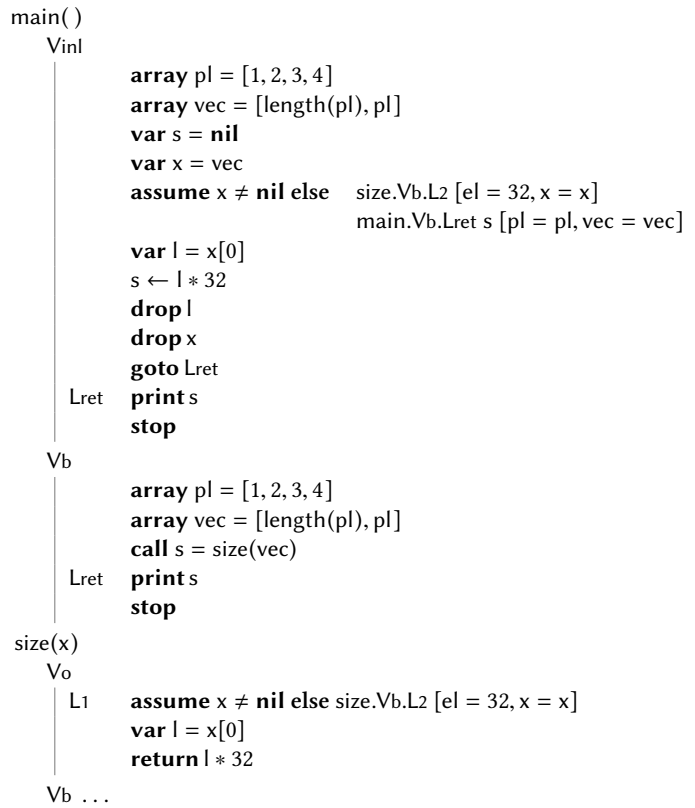 main( )
Vinl
array pl = [1, 2, 3, 4]
array vec = [length(pl), pl]
var s = nil
var x = vec
assume x ≠ nil else size.Vb.L2 [el = 32, x = x]
main.Vb.Lret s [pl = pl, vec = vec]
var l = x[0]
s ← l ∗ 32
drop l
drop x
goto Lret
Lret print s
stop
Vb
array pl = [1, 2, 3, 4]
array vec = [length(pl), pl]
call s = size(vec)
Lret print s
stop
size(x)
Vo
L1 assume x ≠ nil else size.Vb.L2 [el = 32, x = x]
var l = x[0]
return l ∗ 32
Vb . . .